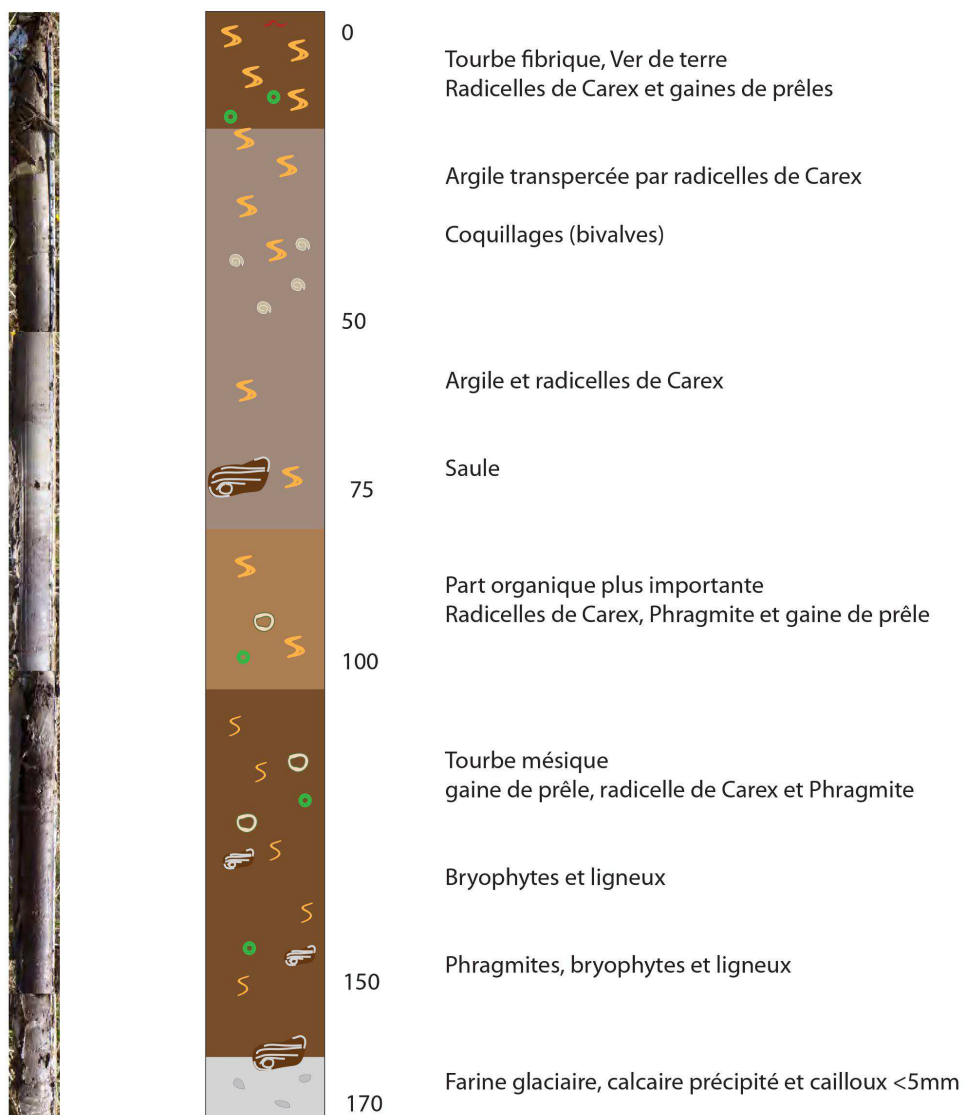 0
Tourbe fibrique, Ver de terre
Radicelles de Carex et gaines de prêles
Argile transpercée par radicelles de Carex
Coquillages (bivalves)
50
Argile et radicelles de Carex
Saule
75
Part organique plus importante
Radicelles de Carex, Phragmite et gaine de prêle
100
Tourbe mésique
gaine de prêle, radicelle de Carex et Phragmite
Bryophytes et ligneux
Phragmites, bryophytes et ligneux
150
Farine glaciaire, calcaire précipité et cailloux <5mm
170